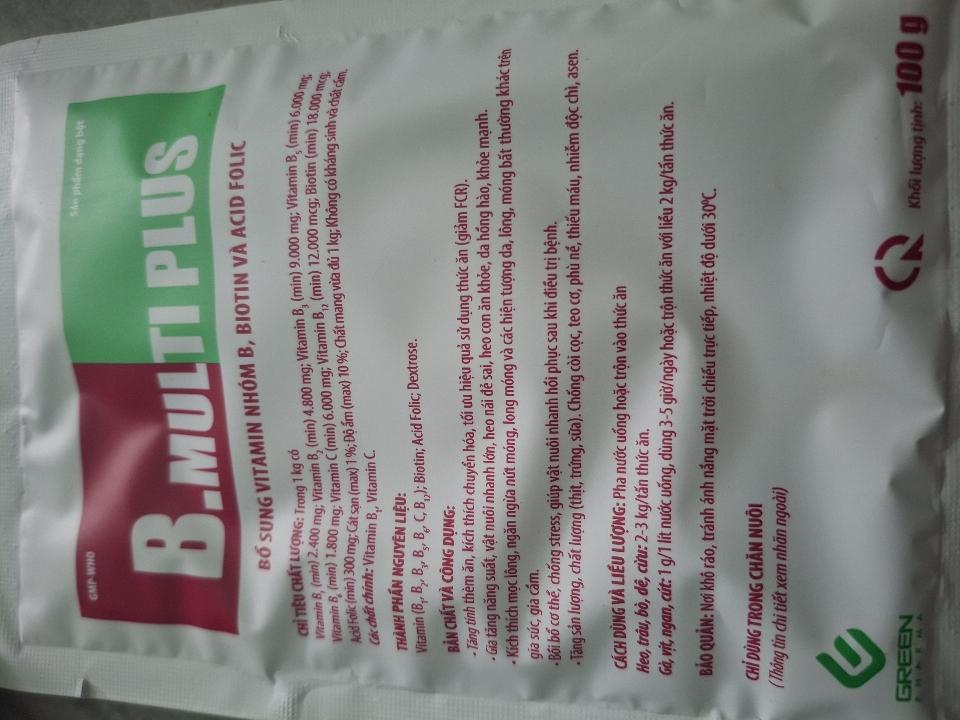 GMP-WHO
Sản phẩm dạng bột
B.MULTI PLUS
BỔ SUNG VITAMIN NHÓM B, BIOTIN VÀ ACID FOLIC
CHỈ TIÊU CHẤT LƯỢNG: Trong 1 kg có
Vitamin B₁ (min) 2.400 mg; Vitamin B₂ (min) 4.800 mg; Vitamin B₃ (min) 9.000 mg; Vitamin B₅ (min) 6.000 mg;
Vitamin B₆ (min) 1.800 mg; Vitamin C (min) 6.000 mg; Vitamin B₁₂ (min) 12.000 mcg; Biotin (min) 18.000 mcg;
Acid Folic (min) 300 mg; Cát sạn (max) 1%; Độ ẩm (max) 10%; Chất mang vừa đủ 1 kg; Không có kháng sinh và chất cấm.
Các chất chính: Vitamin B₁, Vitamin C.
THÀNH PHẦN NGUYÊN LIỆU:
Vitamin (B₁, B₂, B₃, B₅, B₆, C, B₁₂); Biotin; Acid Folic; Dextrose.
BẢN CHẤT VÀ CÔNG DỤNG:
- Tăng tính thèm ăn, kích thích chuyển hóa, tối ưu hiệu quả sử dụng thức ăn (giảm FCR).
- Gia tăng năng suất, vật nuôi nhanh lớn, heo nái đẻ sai, heo con ăn khỏe, da hồng hào, khỏe mạnh.
- Kích thích mọc lông, ngăn ngừa nứt móng, long móng và các hiện tượng da, lông, móng bất thường khác trên
gia súc, gia cầm.
- Bồi bổ cơ thể, chống stress, giúp vật nuôi nhanh hồi phục sau khi điều trị bệnh.
- Tăng sản lượng, chất lượng (thịt, trứng, sữa). Chống còi cọc, teo cơ, phù nề, thiếu máu, nhiễm độc chì, asen.
CÁCH DÙNG VÀ LIỀU LƯỢNG: Pha nước uống hoặc trộn vào thức ăn
Heo, trâu, bò, dê, cừu: 2-3 kg/tấn thức ăn.
Gà, vịt, ngan, cút: 1 g/1 lít nước uống, dùng 3-5 giờ/ngày hoặc trộn thức ăn với liều 2 kg/tấn thức ăn.
BẢO QUẢN: Nơi khô ráo, tránh ánh nắng mặt trời chiếu trực tiếp, nhiệt độ dưới 30ºC.
CHỈ DÙNG TRONG CHĂN NUÔI
(Thông tin chi tiết xem nhãn ngoài)
GREEN
PHARMA
Khối lượng tịnh: 100 g